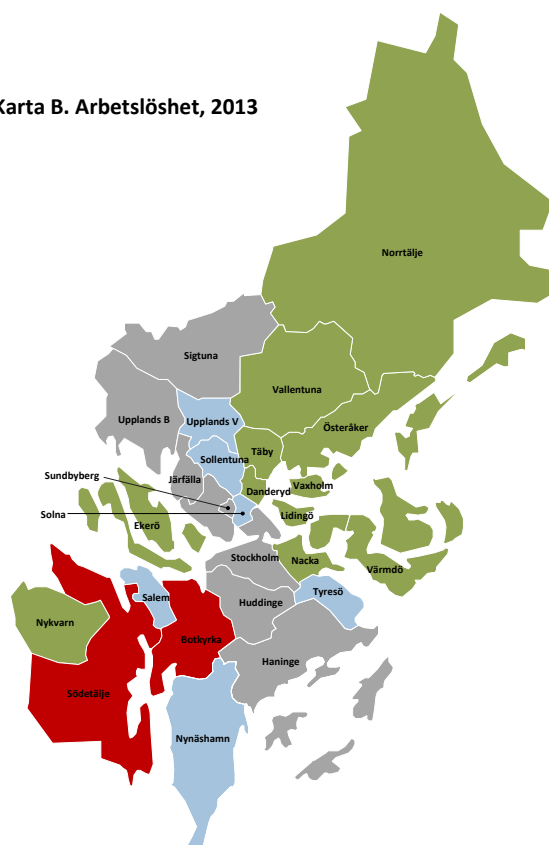 Karta B. Arbetslöshet, 2013
Norrtälje
Sigtuna
Vallentuna
Upplands B
Upplands V
Österåker
Täby
Sollentuna
Sundbyberg
Järfälla
Danderyd
Vaxholm
Solna
Ekerö
Lidingö
Stockholm
Nacka
Värmdö
Salem
Tyresö
Huddinge
Nykvarn
Botkyrka
Haninge
Södetälje
Nynäshamn